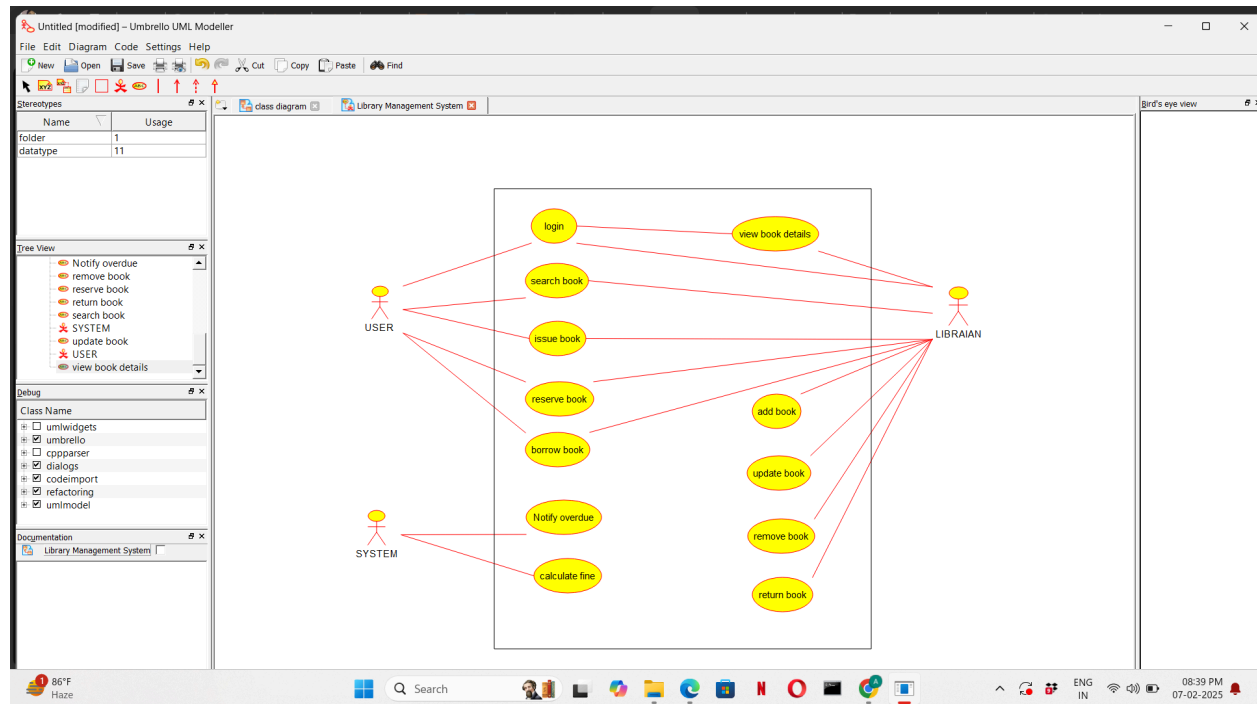 Untitled [modified] – Umbrello UML Modeller
File Edit Diagram Code Settings Help
New Open Save Cut Copy Paste Find
Stereotypes
Name Usage
folder 1
datatype 11
Tree View
Notify overdue
remove book
reserve book
return book
search book
SYSTEM
update book
USER
view book details
Debug
Class Name
umlwidgets
umbrello
cppparser
dialogs
codeimport
refactoring
umlmodel
Documentation
Library Management System
class diagram Library Management System
login
view book details
search book
USER
issue book
LIBRAIAN
reserve book
add book
borrow book
update book
Notify overdue
remove book
SYSTEM
calculate fine
return book
Bird's eye view
1
86°F
Haze
Search
ENG
IN
08:39 PM
07-02-2025